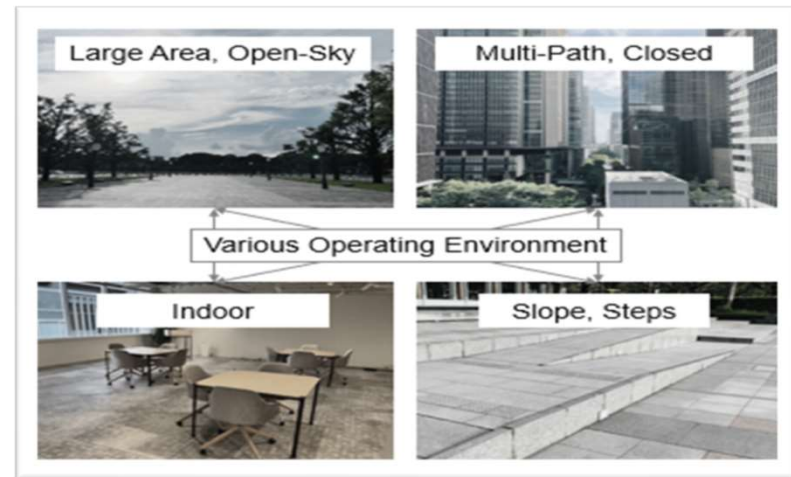 Large Area, Open-Sky
Multi-Path, Closed
Various Operating Environment
Indoor
Slope, Steps